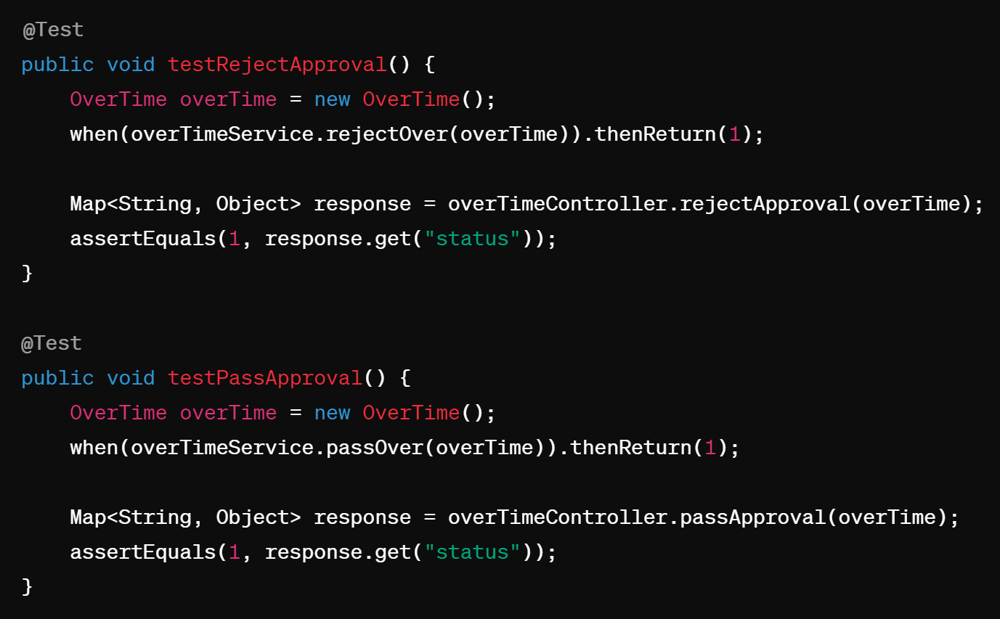 @Test
public void testRejectApproval() {
    OverTime overTime = new OverTime();
    when(overTimeService.rejectOver(overTime)).thenReturn(1);

    Map<String, Object> response = overTimeController.rejectApproval(overTime);
    assertEquals(1, response.get("status"));
}

@Test
public void testPassApproval() {
    OverTime overTime = new OverTime();
    when(overTimeService.passOver(overTime)).thenReturn(1);

    Map<String, Object> response = overTimeController.passApproval(overTime);
    assertEquals(1, response.get("status"));
}